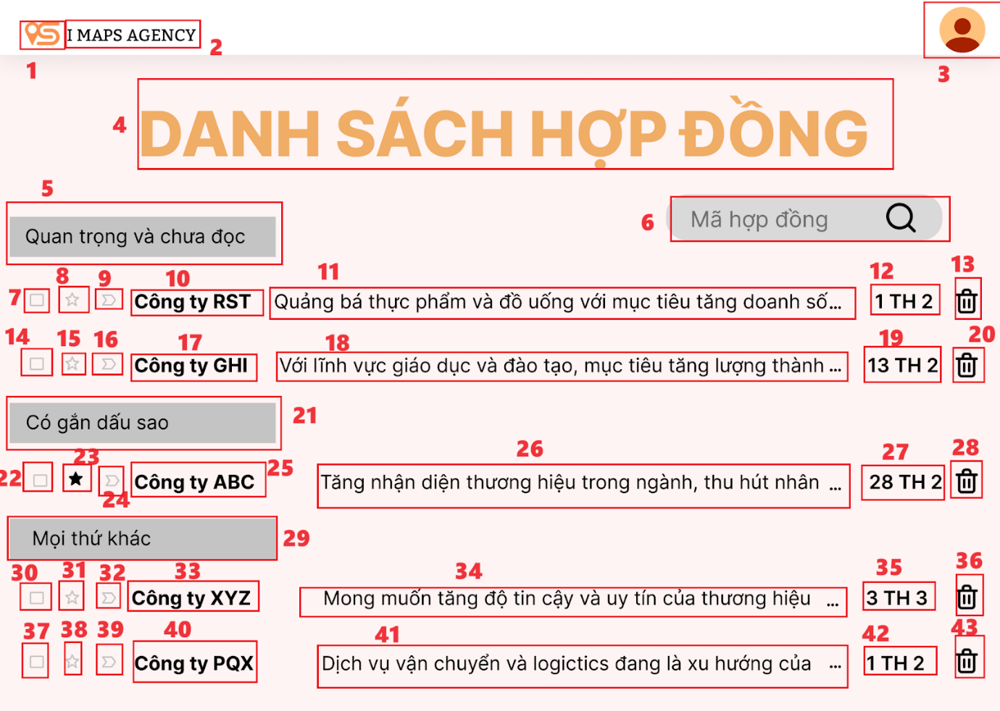 I MAPS AGENCY
2
1
3
4
DANH SÁCH HỢP ĐỒNG
5
Quan trọng và chưa đọc
6
Mã hợp đồng
7
8
9
10
11
12
13
Công ty RST
Quảng bá thực phẩm và đồ uống với mục tiêu tăng doanh số...
1 TH 2
14
15
16
17
18
19
20
Công ty GHI
Với lĩnh vực giáo dục và đào tạo, mục tiêu tăng lượng thành ...
13 TH 2
Có gắn dấu sao
21
22
23
24
25
26
27
28
Công ty ABC
Tăng nhận diện thương hiệu trong ngành, thu hút nhân ...
28 TH 2
Mọi thứ khác
29
30
31
32
33
34
35
36
Công ty XYZ
Mong muốn tăng độ tin cậy và uy tín của thương hiệu ...
3 TH 3
37
38
39
40
41
42
43
Công ty PQX
Dịch vụ vận chuyển và logictics đang là xu hướng của ...
1 TH 2